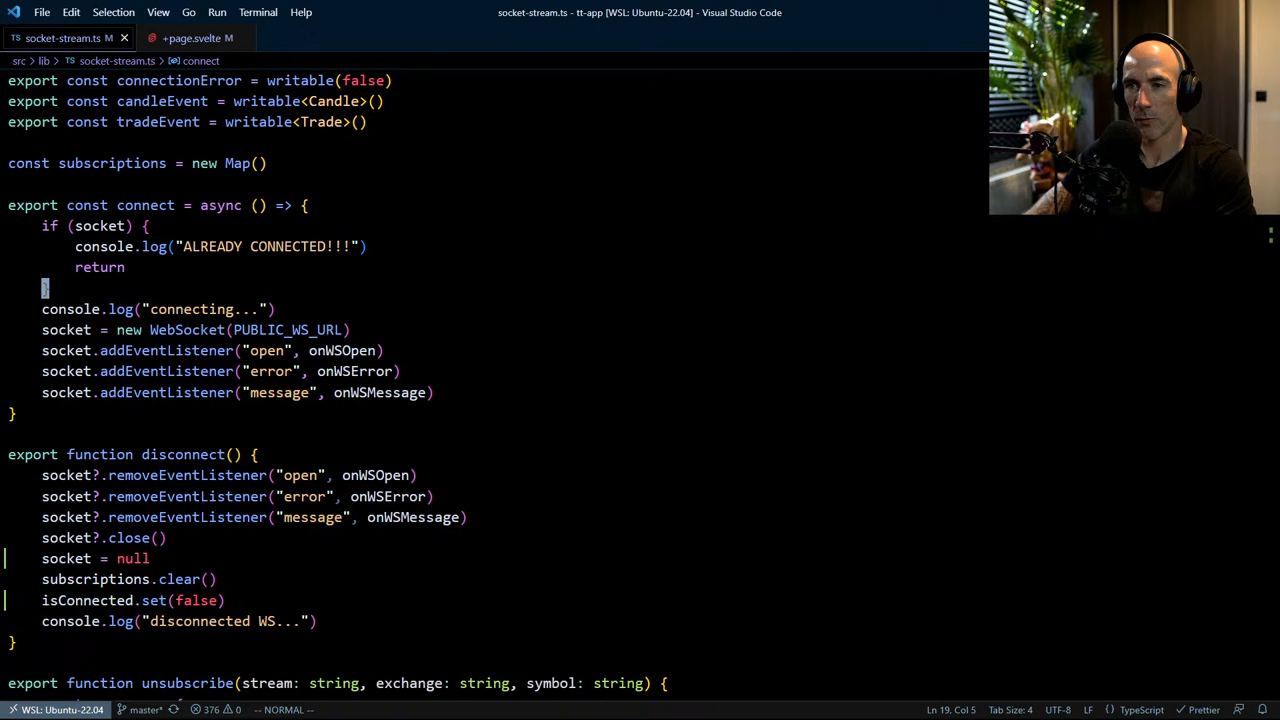 File Edit Selection View Go Run Terminal Help
socket-stream.ts - tt-app [WSL: Ubuntu-22.04] - Visual Studio Code
TS socket-stream.ts M
+page.svelte M
src > lib > TS socket-stream.ts > connect
export const connectionError = writable(false)
export const candleEvent = writable<Candle>()
export const tradeEvent = writable<Trade>()
const subscriptions = new Map()
export const connect = async () => {
if (socket) {
console.log("ALREADY CONNECTED!!!")
return
}
console.log("connecting...")
socket = new WebSocket(PUBLIC_WS_URL)
socket.addEventListener("open", onWSOpen)
socket.addEventListener("error", onWSError)
socket.addEventListener("message", onWSMessage)
}
export function disconnect() {
socket?.removeEventListener("open", onWSOpen)
socket?.removeEventListener("error", onWSError)
socket?.removeEventListener("message", onWSMessage)
socket?.close()
socket = null
subscriptions.clear()
isConnected.set(false)
console.log("disconnected WS...")
}
export function unsubscribe(stream: string, exchange: string, symbol: string) {
WSL: Ubuntu-22.04 master* 376 0 -- NORMAL -- Ln 19, Col 5 Tab Size: 4 UTF-8 LF {} TypeScript Prettier